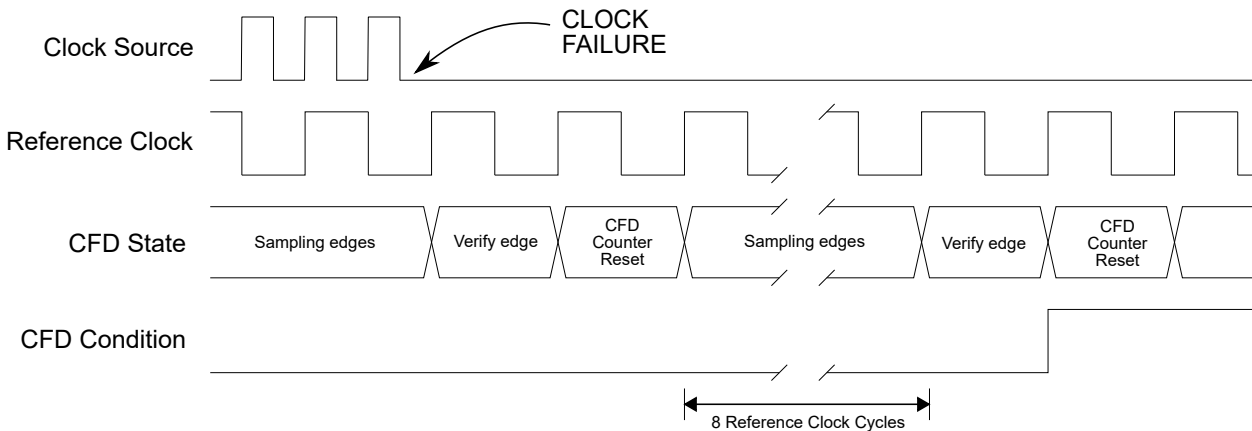 CLOCK
FAILURE
Clock Source
Reference Clock
CFD State
Sampling edges
Verify edge
CFD
Counter
Reset
Sampling edges
Verify edge
CFD
Counter
Reset
CFD Condition
8 Reference Clock Cycles